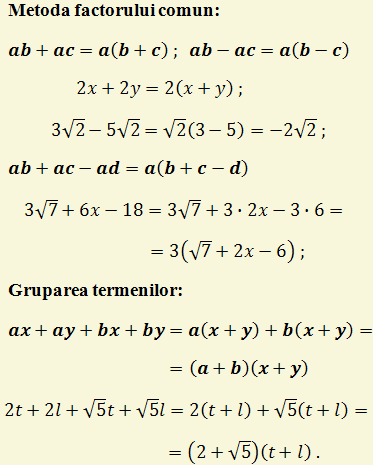 Metoda factorului comun:
ab + ac = a(b + c) ; ab − ac = a(b − c)
2x + 2y = 2(x + y) ;
3√2 − 5√2 = √2(3 − 5) = −2√2 ;
ab + ac − ad = a(b + c − d)
3√7 + 6x − 18 = 3√7 + 3 · 2x − 3 · 6 =
= 3(√7 + 2x − 6) ;
Gruparea termenilor:
ax + ay + bx + by = a(x + y) + b(x + y) =
= (a + b)(x + y)
2t + 2l + √5t + √5l = 2(t + l) + √5(t + l) =
= (2 + √5)(t + l) .